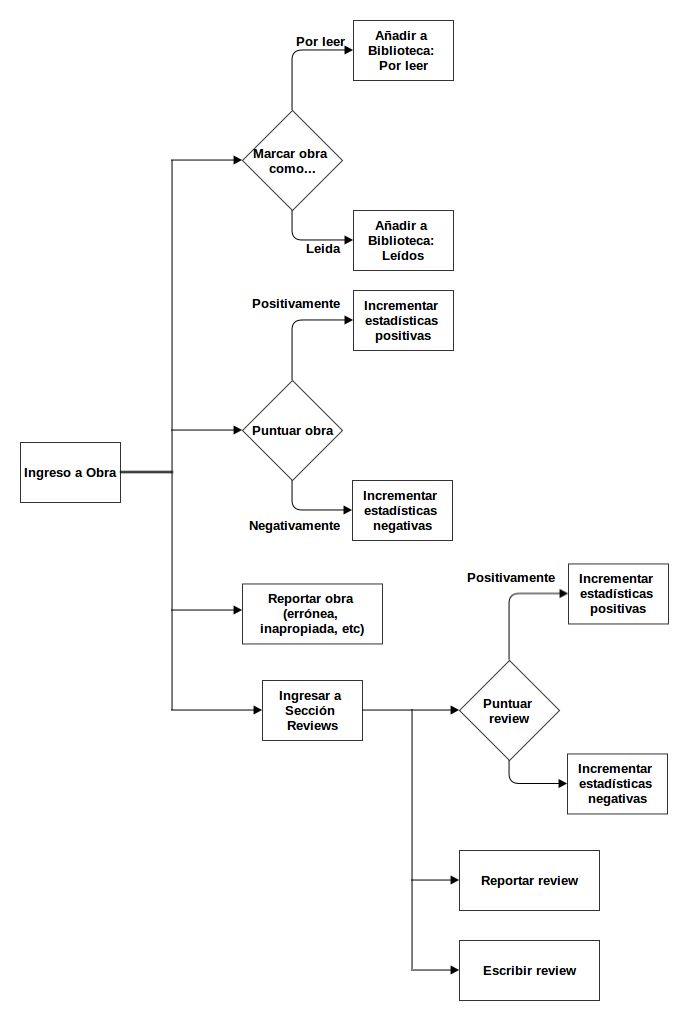 Por leer
Añadir a
Biblioteca:
Por leer
Marcar obra
como...
Leida
Añadir a
Biblioteca:
Leídos
Positivamente
Incrementar
estadísticas
positivas
Puntuar obra
Ingreso a Obra
Negativamente
Incrementar
estadísticas
negativas
Reportar obra
(errónea,
inapropiada, etc)
Ingresar a
Sección
Reviews
Positivamente
Incrementar
estadísticas
positivas
Puntuar
review
Incrementar
estadísticas
negativas
Reportar review
Escribir review